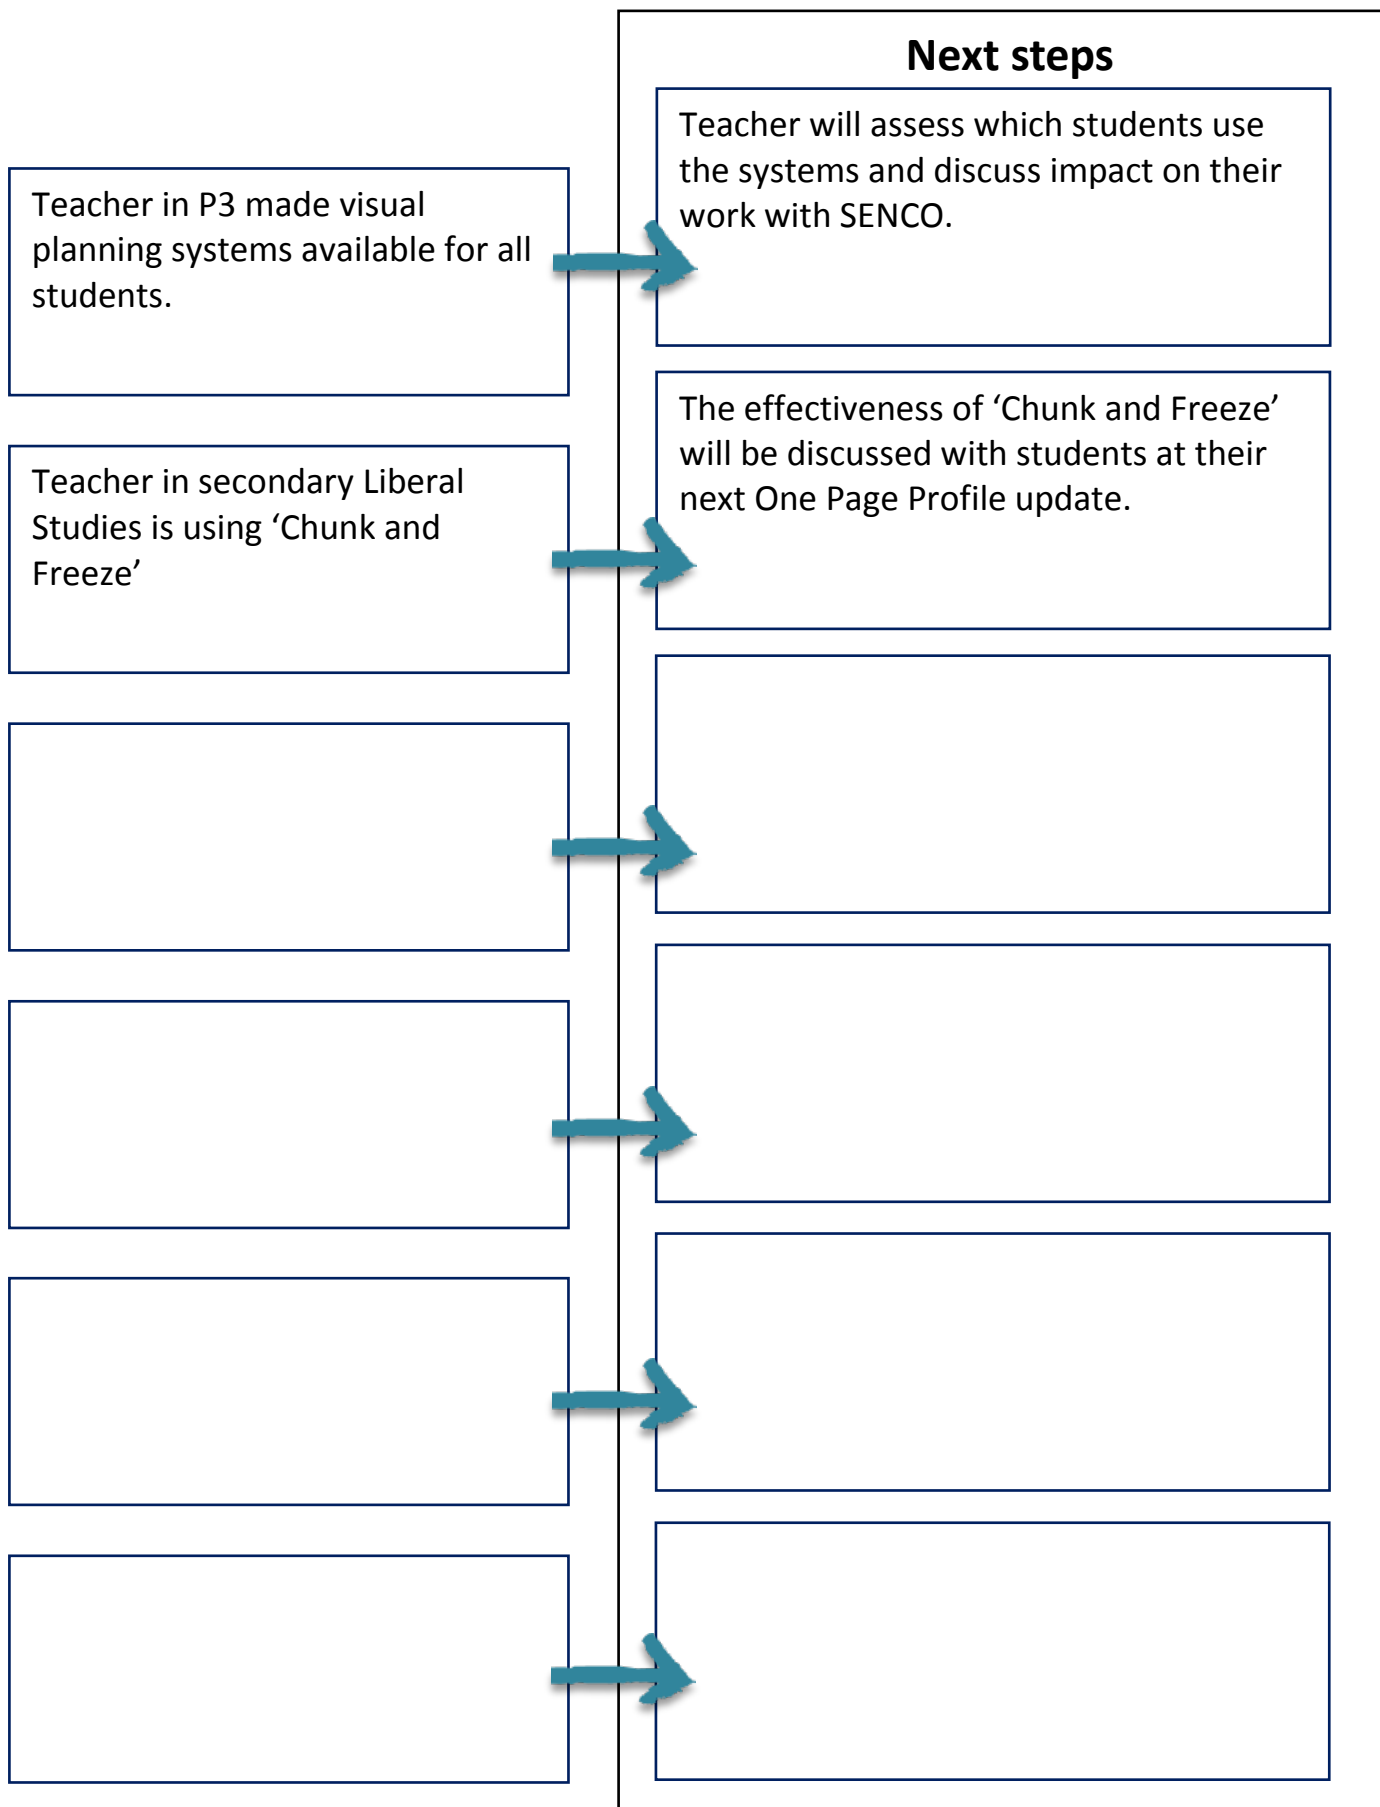 Next steps
Teacher in P3 made visual
planning systems available for all
students.
Teacher will assess which students use
the systems and discuss impact on their
work with SENCO.
Teacher in secondary Liberal
Studies is using ‘Chunk and
Freeze’
The effectiveness of ‘Chunk and Freeze’
will be discussed with students at their
next One Page Profile update.